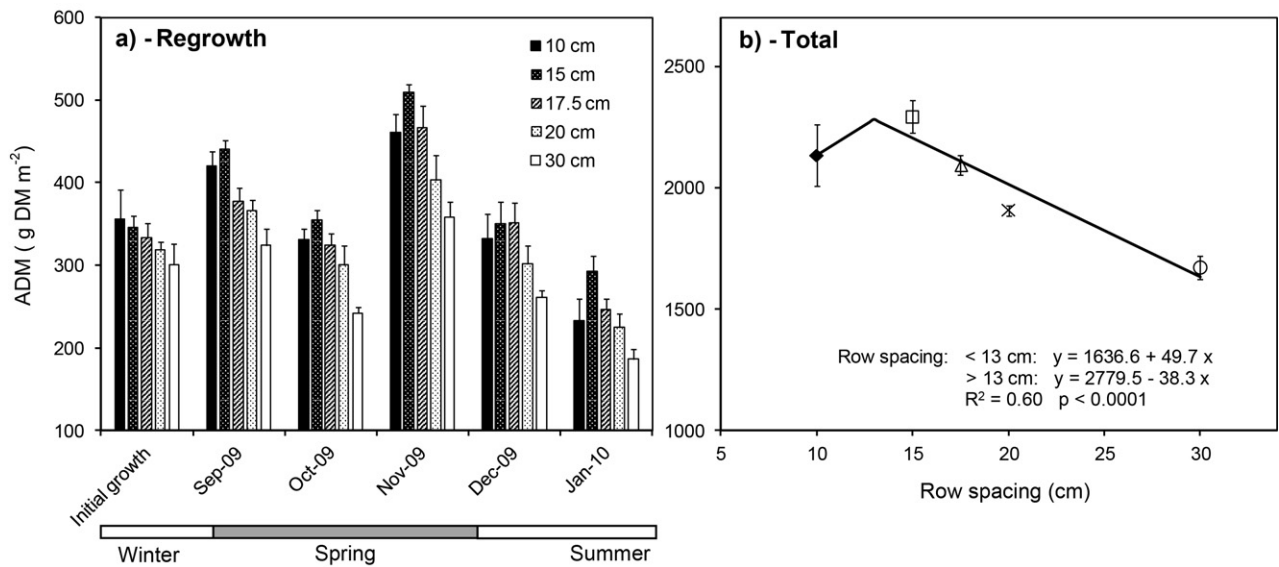 a) - Regrowth
600
500
400
300
200
100
ADM ( g DM m-2)
10 cm
15 cm
17.5 cm
20 cm
30 cm
Initial growth
Sep-09
Oct-09
Nov-09
Dec-09
Jan-10
Winter
Spring
Summer
b) - Total
2500
2000
1500
1000
5
10
15
20
25
30
Row spacing (cm)
Row spacing: < 13 cm: y = 1636.6 + 49.7 x
> 13 cm: y = 2779.5 - 38.3 x
R2 = 0.60 p < 0.0001